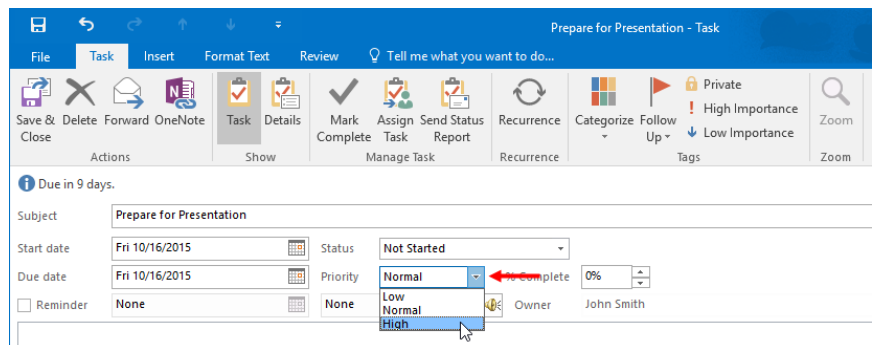 Prepare for Presentation - Task
File Task Insert Format Text Review Tell me what you want to do...
Save & Close Delete Forward OneNote Task Details Mark Complete Assign Task Send Status Report Recurrence Categorize Follow Up Private Zoom
High Importance
Low Importance
Actions Show Manage Task Recurrence Tags Zoom
Due in 9 days.
Subject Prepare for Presentation
Start date Fri 10/16/2015 Status Not Started
Due date Fri 10/16/2015 Priority Normal % Complete 0%
Reminder None None Owner John Smith
Low
Normal
High